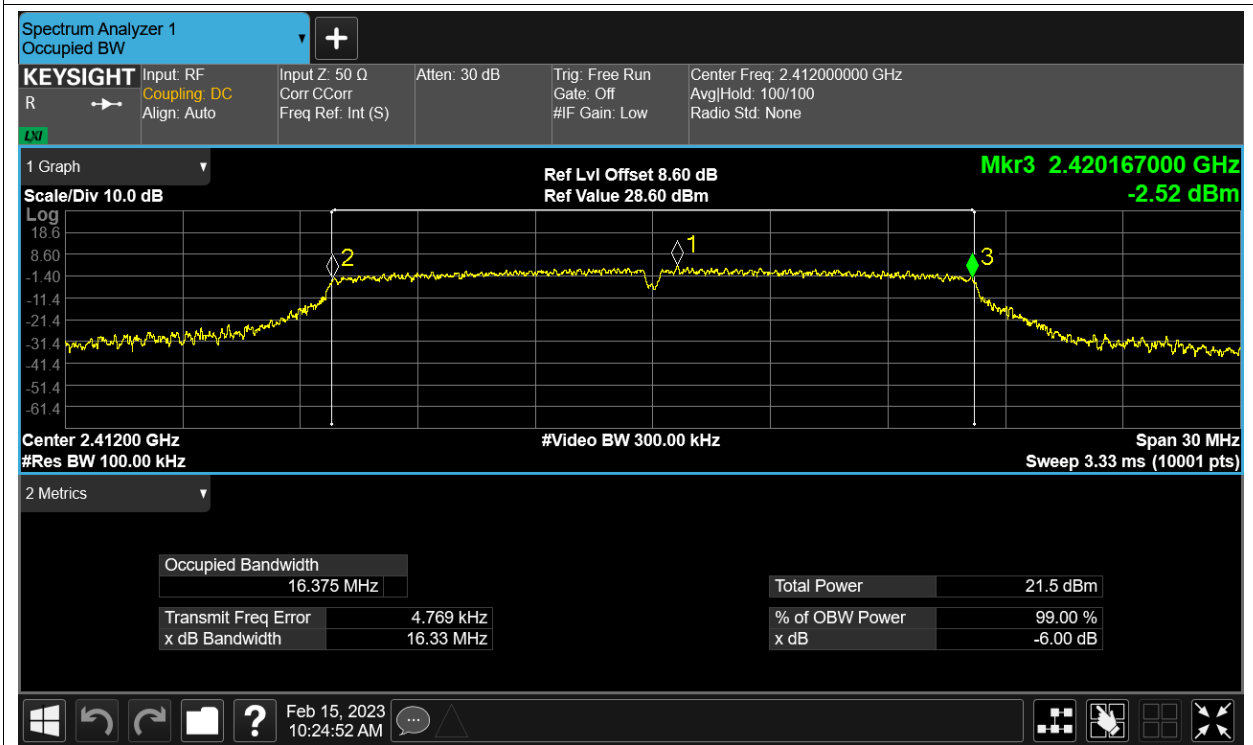 Spectrum Analyzer 1
Occupied BW
KEYSIGHT
R
LXI
Input: RF
Coupling: DC
Align: Auto
Input Z: 50 Ω
Corr CCorr
Freq Ref: Int (S)
Atten: 30 dB
Trig: Free Run
Gate: Off
#IF Gain: Low
Center Freq: 2.412000000 GHz
Avg|Hold: 100/100
Radio Std: None
1 Graph
Scale/Div 10.0 dB
Ref Lvl Offset 8.60 dB
Ref Value 28.60 dBm
Mkr3 2.420167000 GHz
-2.52 dBm
Log
18.6
8.60
-1.40
-11.4
-21.4
-31.4
-41.4
-51.4
-61.4
2
1
3
Center 2.41200 GHz
#Res BW 100.00 kHz
#Video BW 300.00 kHz
Span 30 MHz
Sweep 3.33 ms (10001 pts)
2 Metrics
Occupied Bandwidth
16.375 MHz
Transmit Freq Error 4.769 kHz
x dB Bandwidth 16.33 MHz
Total Power 21.5 dBm
% of OBW Power 99.00 %
x dB -6.00 dB
?
Feb 15, 2023
10:24:52 AM